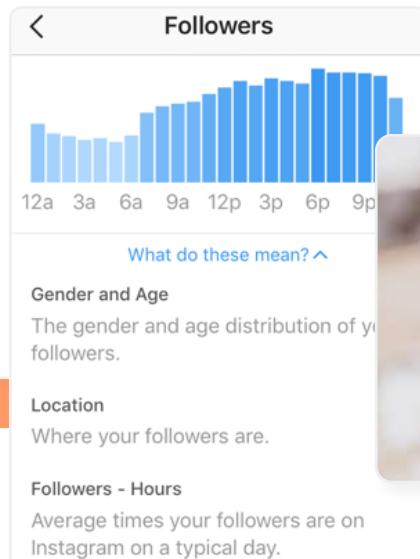 Followers
12a 3a 6a 9a 12p 3p 6p 9p
What do these mean?
Gender and Age
The gender and age distribution of
followers.
Location
Where your followers are.
Followers - Hours
Average times your followers are on
Instagram on a typical day.